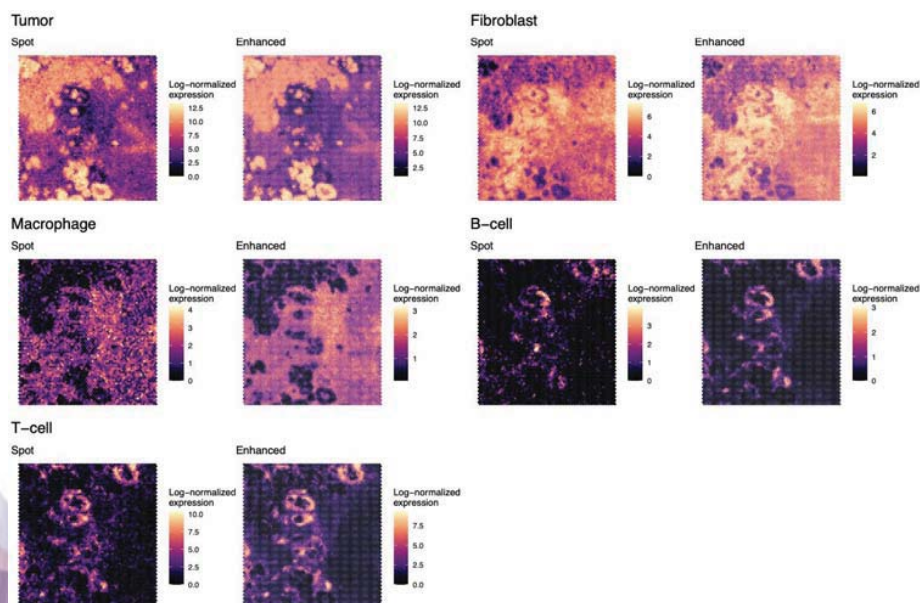 Tumor
Spot
Enhanced
Log-normalized
expression
12.5
10.0
7.5
5.0
2.5
0.0
Log-normalized
expression
12.5
10.0
7.5
5.0
2.5
Fibroblast
Spot
Enhanced
Log-normalized
expression
6
4
2
0
Log-normalized
expression
6
4
2
Macrophage
Spot
Enhanced
Log-normalized
expression
4
3
2
1
0
Log-normalized
expression
3
2
1
B-cell
Spot
Enhanced
Log-normalized
expression
3
2
1
0
Log-normalized
expression
3
2
1
0
T-cell
Spot
Enhanced
Log-normalized
expression
10.0
7.5
5.0
2.5
0.0
Log-normalized
expression
7.5
5.0
2.5
0.0